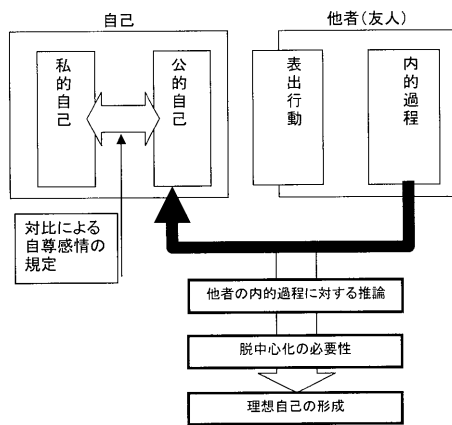 自己
他者(友人)
私的自己
公的自己
表出行動
内的過程
対比による
自尊感情の
規定
他者の内的過程に対する推論
脱中心化の必要性
理想自己の形成